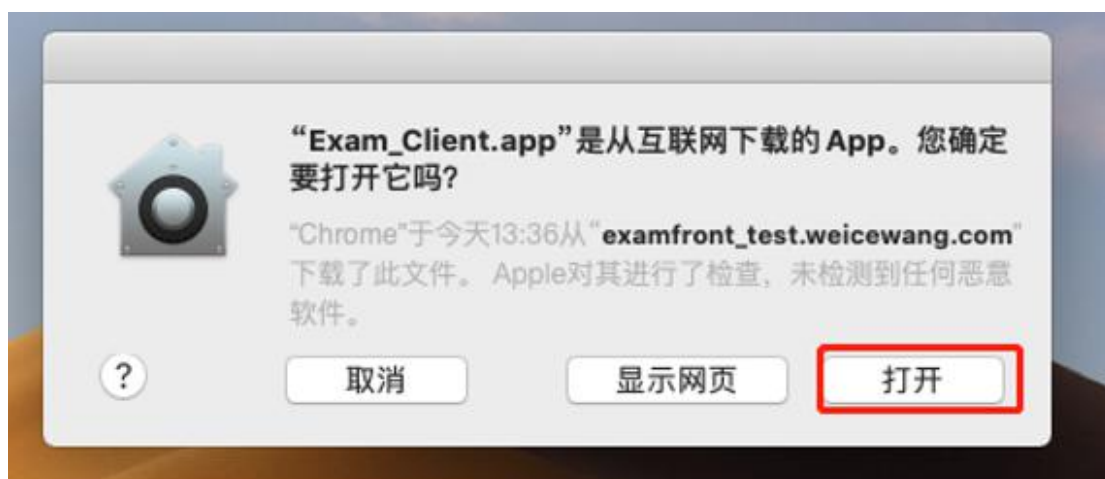 “Exam_Client.app”是从互联网下载的 App。您确定
要打开它吗?
“Chrome”于今天13:36从“examfront_test.weicewang.com”
下载了此文件。 Apple对其进行了检查，未检测到任何恶意
软件。
? 取消 显示网页 打开